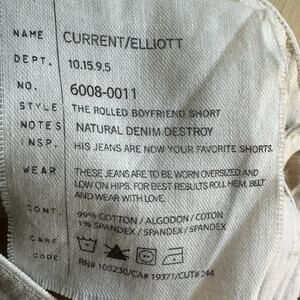 NAME CURRENT/ELLIOTT
DEPT. 10.15.9.5
NO. 6008-0011
STYLE THE ROLLED BOYFRIEND SHORT
NOTES NATURAL DENIM DESTROY
INSP. HIS JEANS ARE NOW YOUR FAVORITE SHORTS.
WEAR THESE JEANS ARE TO BE WORN OVERSIZED AND
LOW ON HIPS. FOR BEST RESULTS ROLL HEM, BELT
AND WEAR WITH LOVE.
CONT. 99% COTTON / ALGODON / COTON
1% SPANDEX / SPANDEX / SPANDEX
CARE
CODE RN# 105230/CA# 19371/CUT#